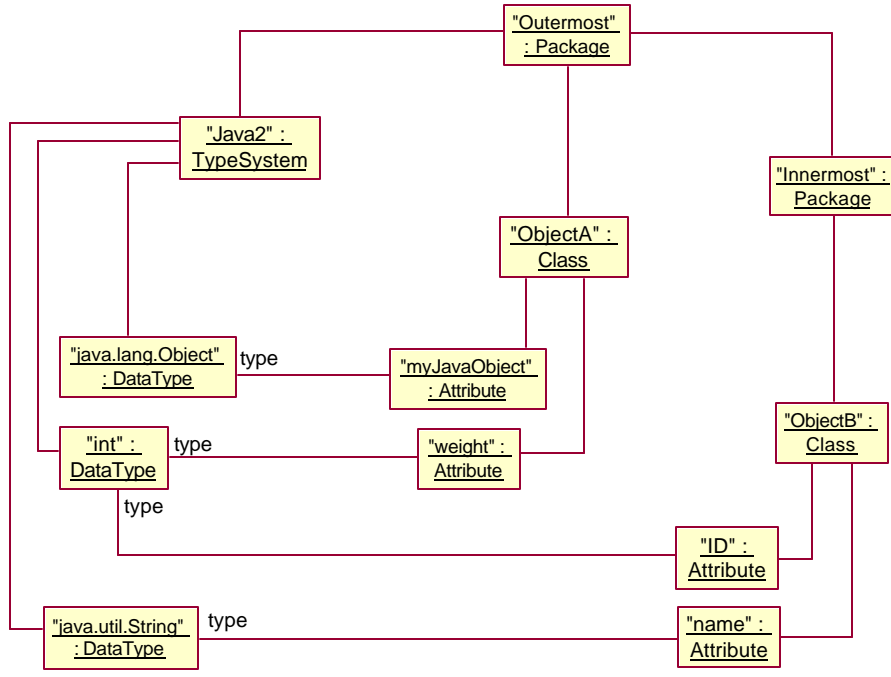 "Outermost"
: Package
"Java2" :
TypeSystem
"Innermost" :
Package
"ObjectA" :
Class
"java.lang.Object"
: DataType
type
"myJavaObject"
: Attribute
"ObjectB" :
Class
"int" :
DataType
type
"weight" :
Attribute
type
"ID" :
Attribute
"java.util.String"
: DataType
type
"name" :
Attribute